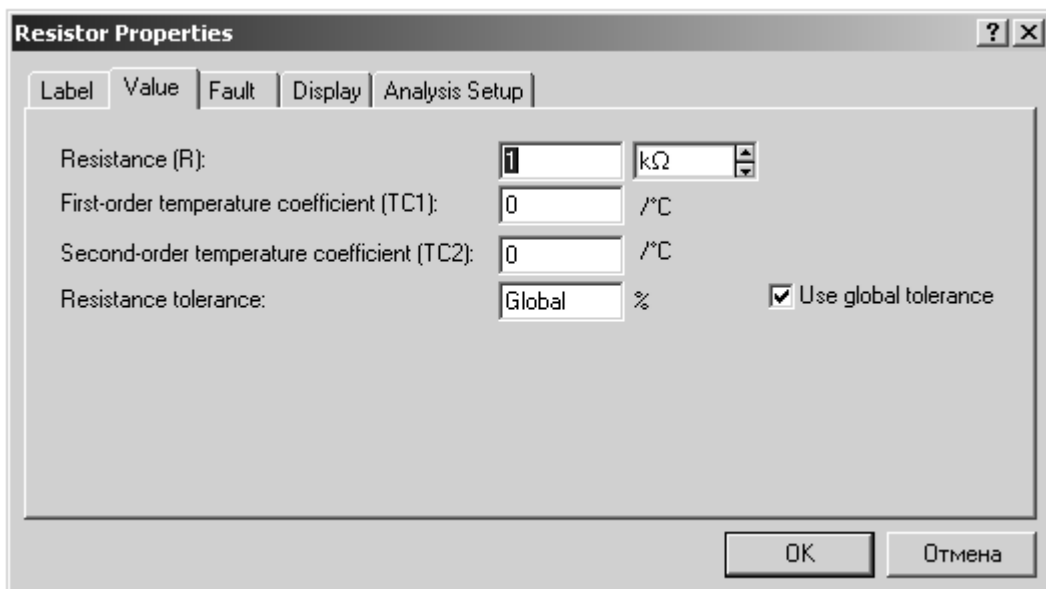 Resistor Properties ? ×
Label Value Fault Display Analysis Setup
Resistance (R): 1 kΩ
First-order temperature coefficient (TC1): 0 /°C
Second-order temperature coefficient (TC2): 0 /°C
Resistance tolerance: Global % Use global tolerance
OK Отмена